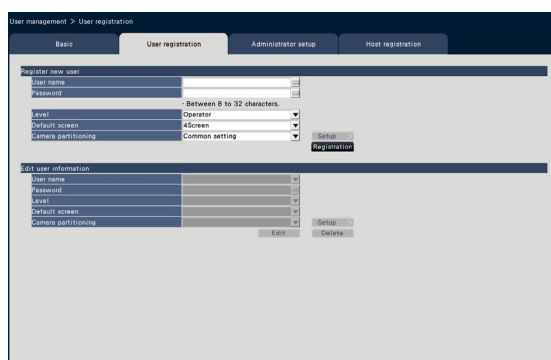 User management > User registration
Basic
User registration
Administrator setup
Host registration
Register new user
User name
Password
· Between 8 to 32 characters.
Level Operator
Default screen 4Screen
Camera partitioning Common setting Setup
Registration
Edit user information
User name
Password
Level
Default screen
Camera partitioning Setup
Edit Delete